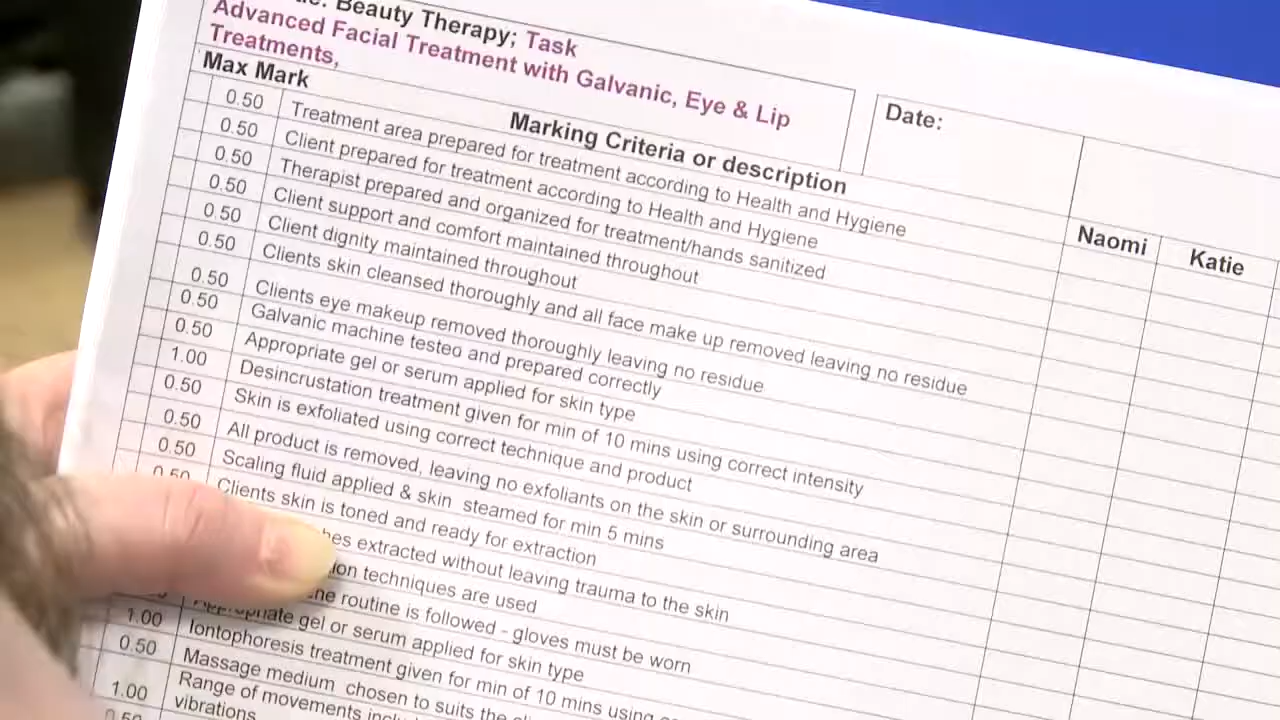 Beauty Therapy; Task
Advanced Facial Treatment with Galvanic, Eye & Lip
Treatments,
Date:
Max Mark
Marking Criteria or description
Naomi
Katie
0.50 Treatment area prepared for treatment according to Health and Hygiene
0.50 Client prepared for treatment according to Health and Hygiene
0.50 Therapist prepared and organized for treatment/hands sanitized
0.50 Client support and comfort maintained throughout
0.50 Client dignity maintained throughout
0.50 Clients skin cleansed thoroughly and all face make up removed leaving no residue
0.50 Clients eye makeup removed thoroughly leaving no residue
0.50 Galvanic machine tested and prepared correctly
0.50 Appropriate gel or serum applied for skin type
1.00 Desincrustation treatment given for min of 10 mins using correct intensity
0.50 Skin is exfoliated using correct technique and product
0.50 All product is removed, leaving no exfoliants on the skin or surrounding area
0.50 Scaling fluid applied & skin steamed for min 5 mins
0.50 Clients skin is toned and ready for extraction
extracted without leaving trauma to the skin
techniques are used
routine is followed - gloves must be worn
Appropriate gel or serum applied for skin type
1.00 Iontophoresis treatment given for min of 10 mins using
0.50 Massage medium chosen to suits the
1.00 Range of movements
vibrations
0.50